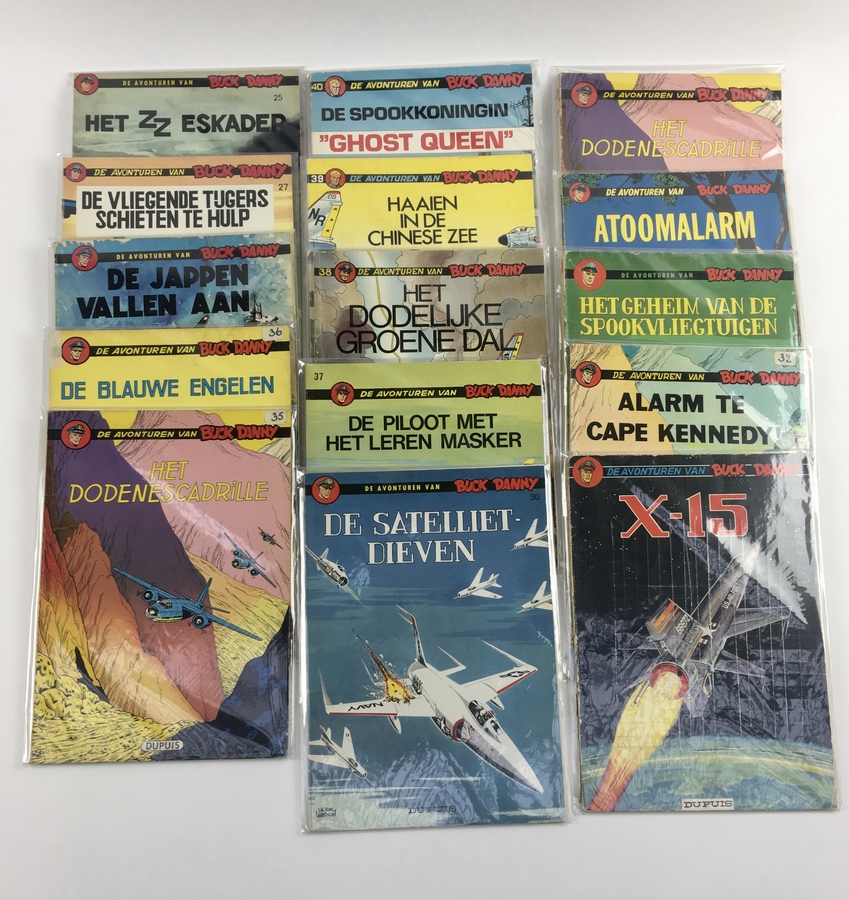 DE AVONTUREN VAN BUCK DANNY
25
HET ZZ ESKADER
DE AVONTUREN VAN BUCK DANNY
27
DE VLIEGENDE TIJGERS
SCHIETEN TE HULP
DE AVONTUREN VAN BUCK DANNY
DE JAPPEN
VALLEN AAN
36
DE AVONTUREN VAN BUCK DANNY
DE BLAUWE ENGELEN
35
DE AVONTUREN VAN BUCK DANNY
HET
DODENESCADRILLE
DUPUIS
40 DE AVONTUREN VAN BUCK DANNY
DE SPOOKKONINGIN
"GHOST QUEEN"
39 DE AVONTUREN VAN BUCK DANNY
NR
HAAIEN
IN DE
CHINESE ZEE
38 DE AVONTUREN VAN BUCK DANNY
HET
DODELIJKE
GROENE DAL
37
DE AVONTUREN VAN BUCK DANNY
DE PILOOT MET
HET LEREN MASKER
DE AVONTUREN VAN BUCK DANNY
30
DE SATELLIET-
DIEVEN
NAVY
DUPUIS
DE AVONTUREN VAN BUCK DANNY
HET
DODENESCADRILLE
DE AVONTUREN VAN BUCK DANNY
ATOOMALARM
DE AVONTUREN VAN BUCK DANNY
HET GEHEIM VAN DE
SPOOKVLIEGTUIGEN
32
DE AVONTUREN VAN BUCK DANNY
ALARM TE
CAPE KENNEDY!
DE AVONTUREN VAN BUCK DANNY
X-15
DUPUIS